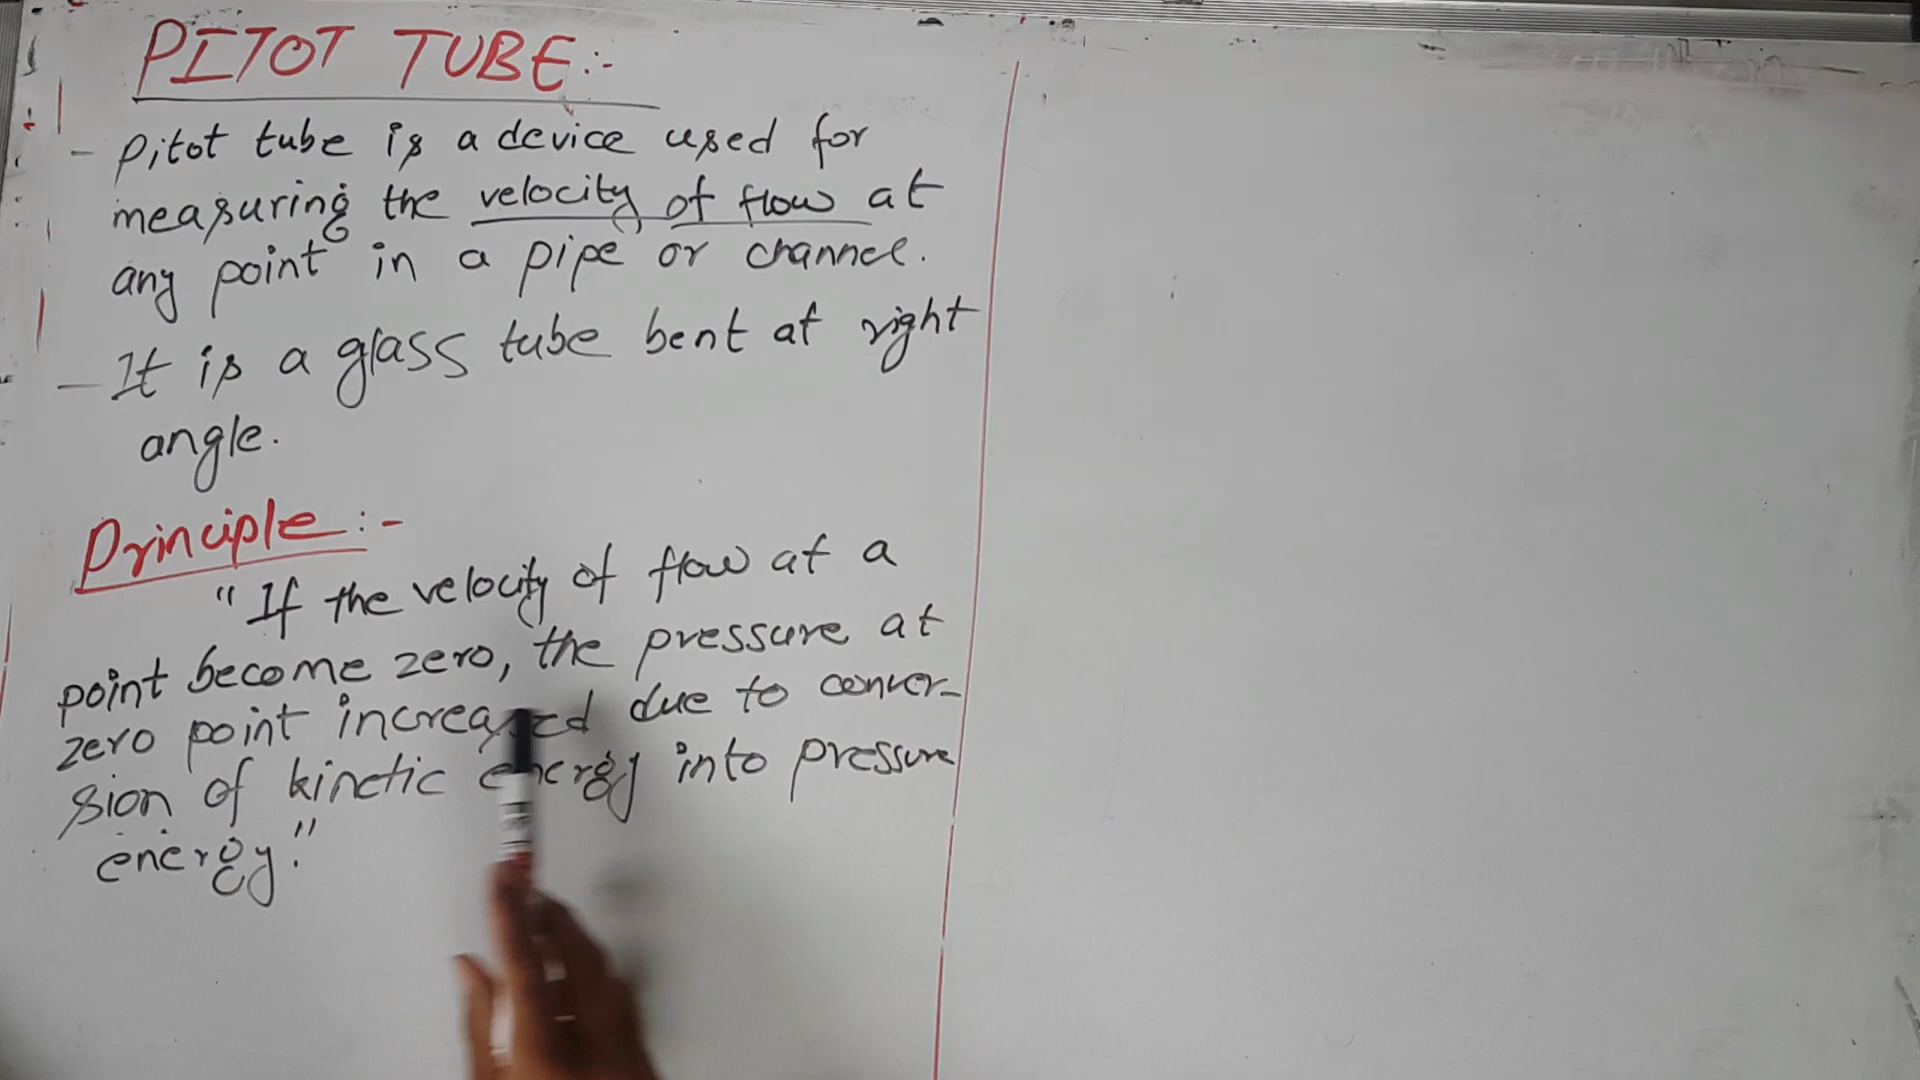 PITOT TUBE :-
- Pitot tube is a device used for
measuring the velocity of flow at
any point in a pipe or channel.
- It is a glass tube bent at right
angle.
Principle :-
"If the velocity of flow at a
point become zero, the pressure at
zero point increased due to conver-
sion of kinetic energy into pressure
energy."